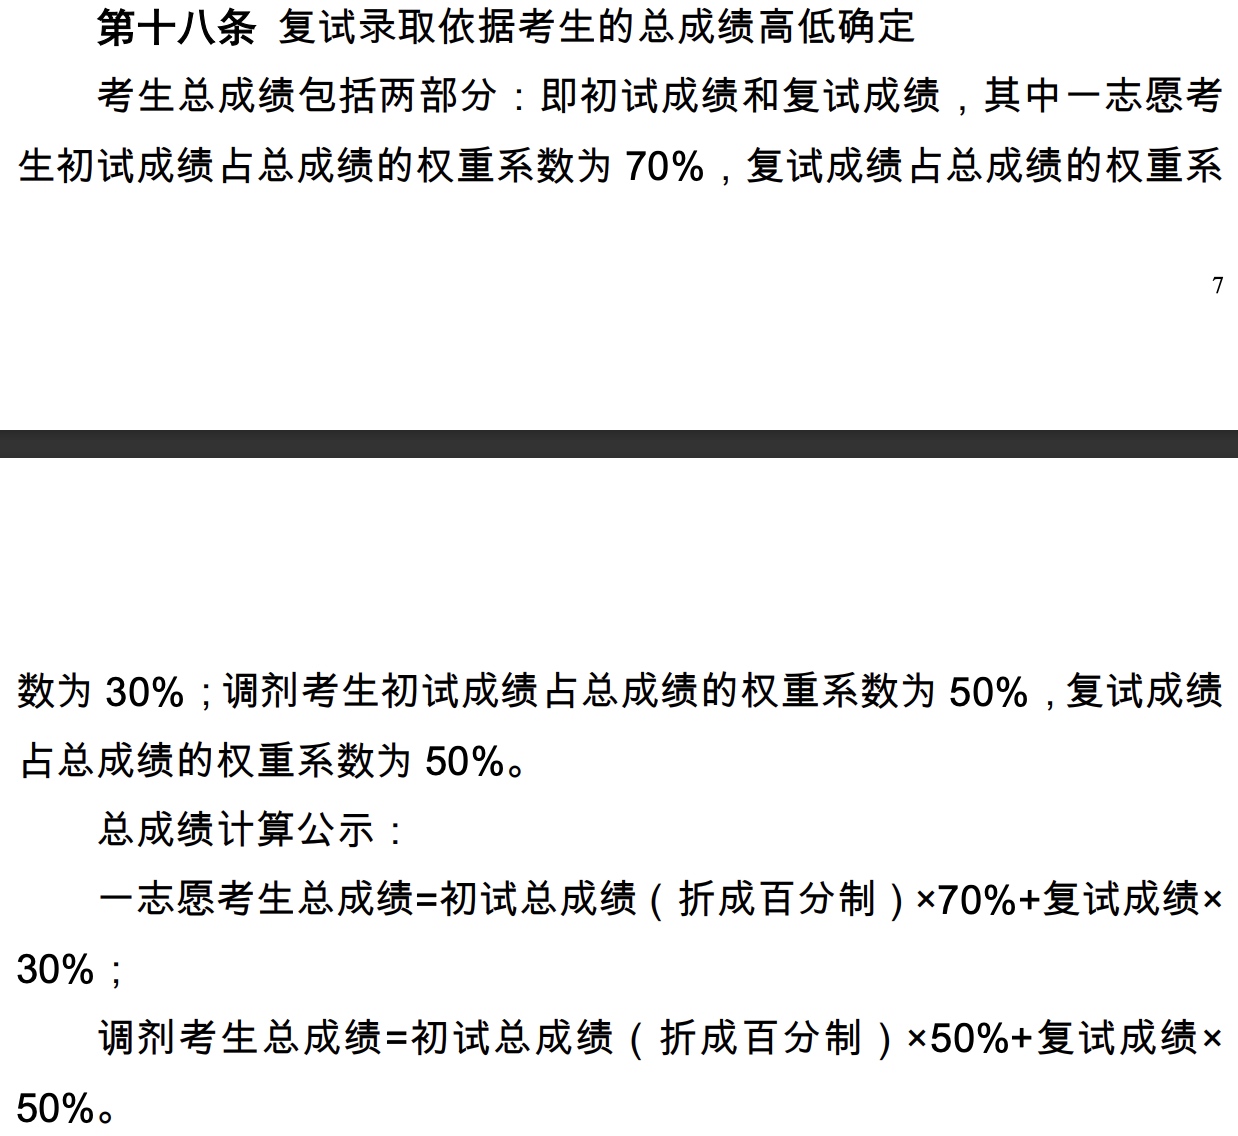 第十八条 复试录取依据考生的总成绩高低确定
考生总成绩包括两部分：即初试成绩和复试成绩，其中一志愿考
生初试成绩占总成绩的权重系数为 70%，复试成绩占总成绩的权重系
7
数为 30%；调剂考生初试成绩占总成绩的权重系数为 50%，复试成绩
占总成绩的权重系数为 50%。
总成绩计算公示：
一志愿考生总成绩=初试总成绩（折成百分制）×70%+复试成绩×
30%；
调剂考生总成绩=初试总成绩（折成百分制）×50%+复试成绩×
50%。